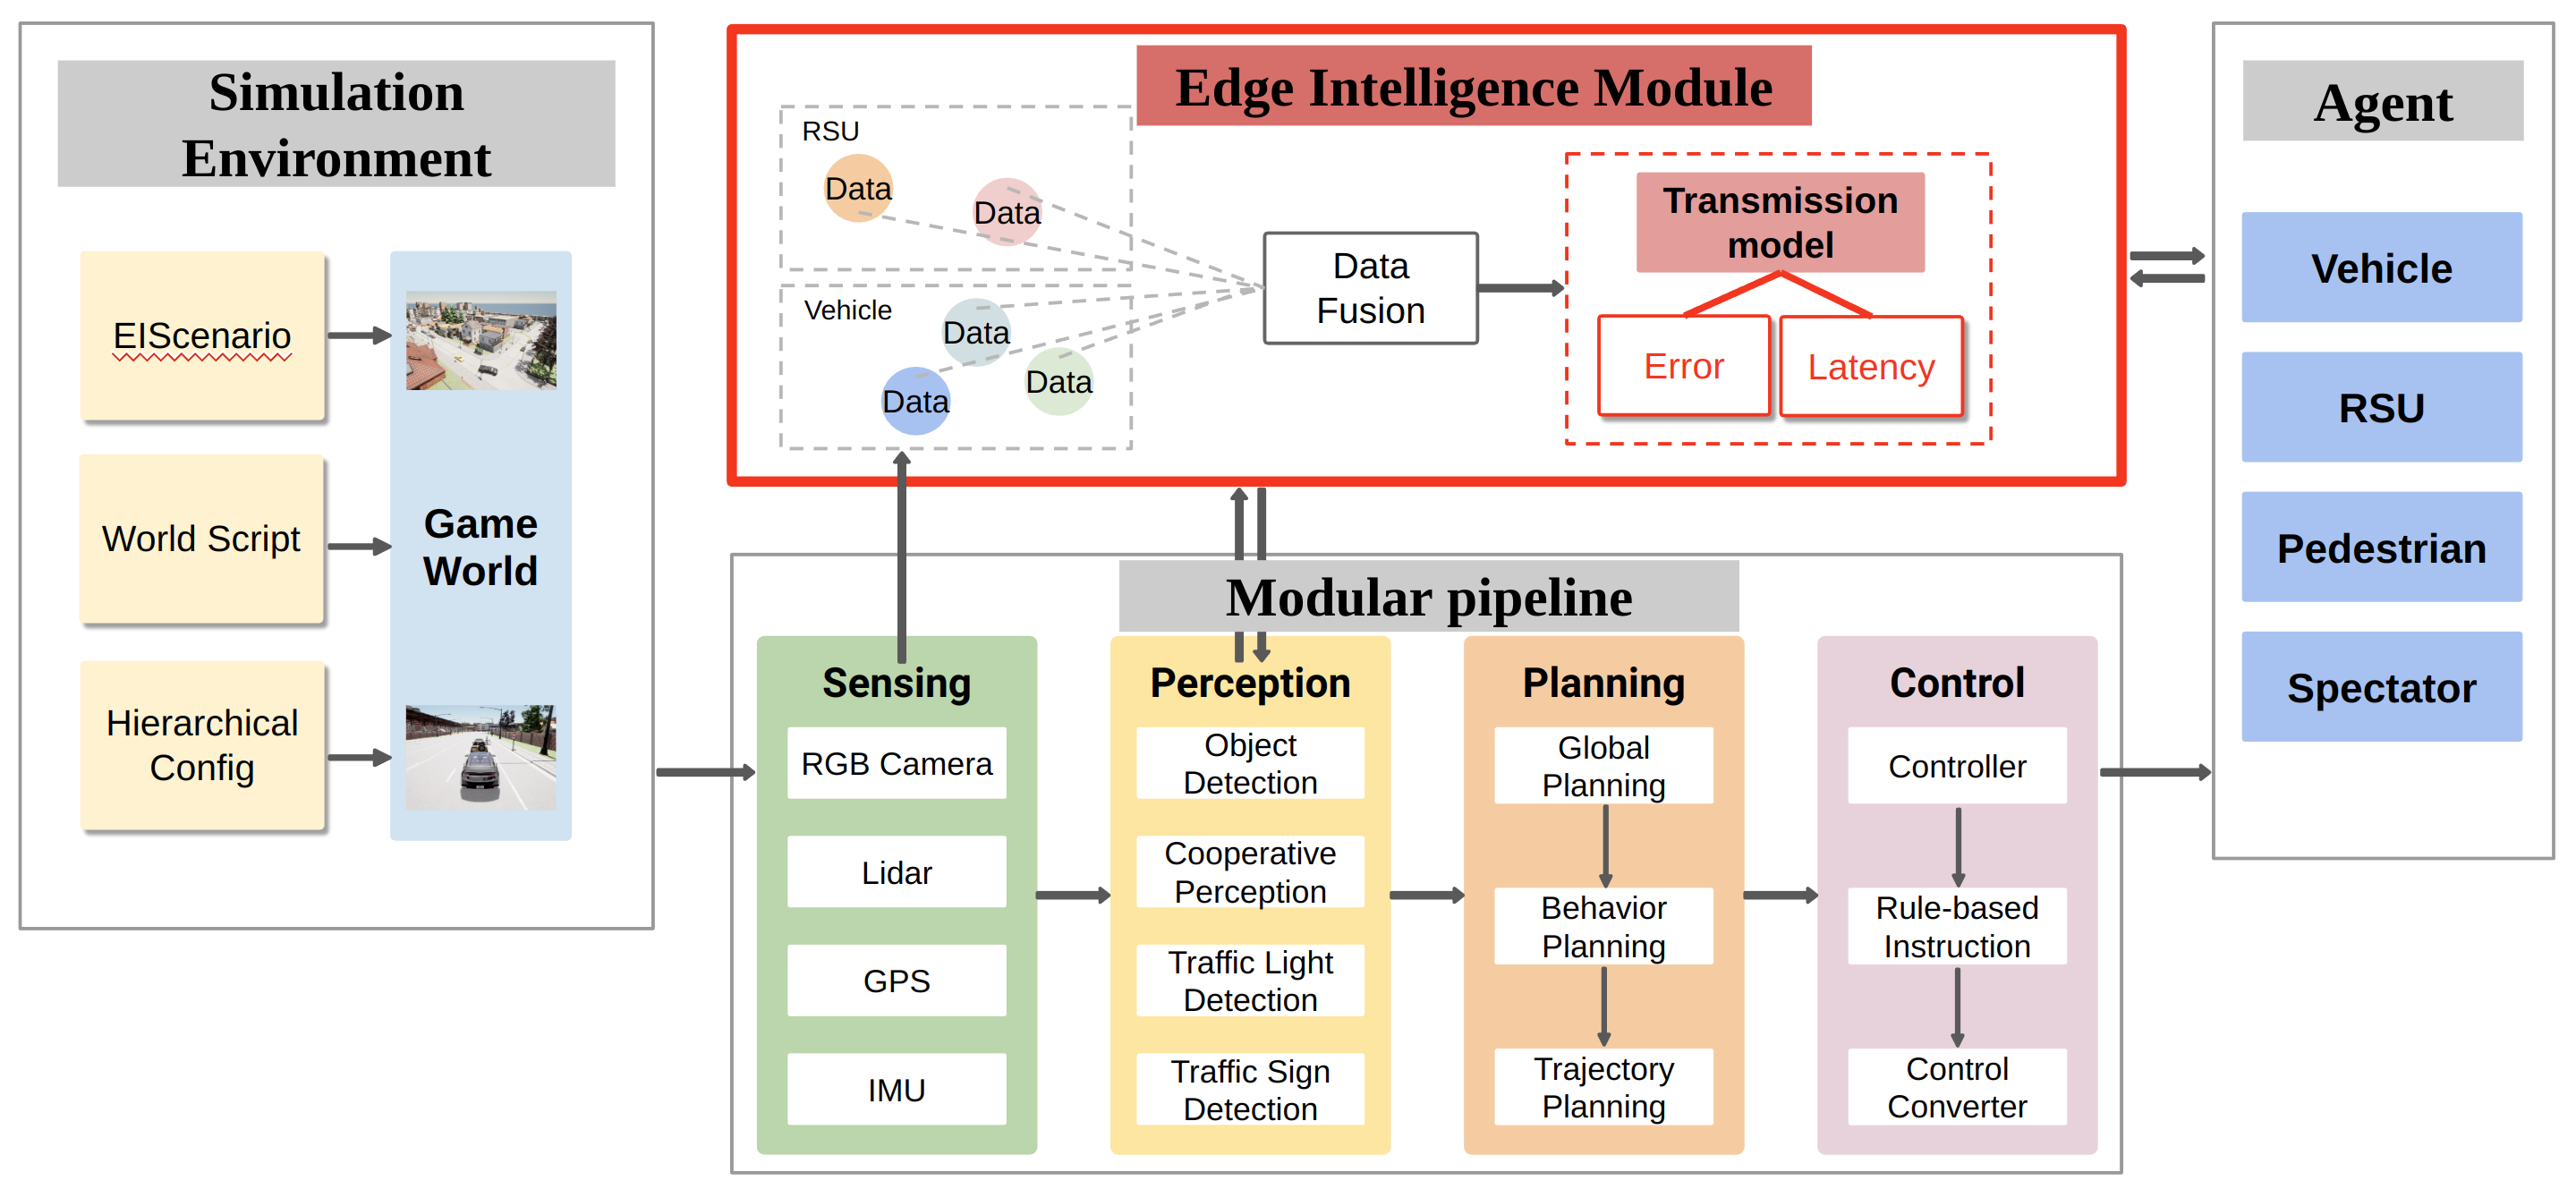 Simulation
Environment
EIScenario
World Script
Hierarchical
Config
Game
World
Edge Intelligence Module
RSU
Data
Data
Vehicle
Data
Data
Data
Data
Fusion
Transmission
model
Error
Latency
Modular pipeline
Sensing
RGB Camera
Lidar
GPS
IMU
Perception
Object
Detection
Cooperative
Perception
Traffic Light
Detection
Traffic Sign
Detection
Planning
Global
Planning
Behavior
Planning
Trajectory
Planning
Control
Controller
Rule-based
Instruction
Control
Converter
Agent
Vehicle
RSU
Pedestrian
Spectator